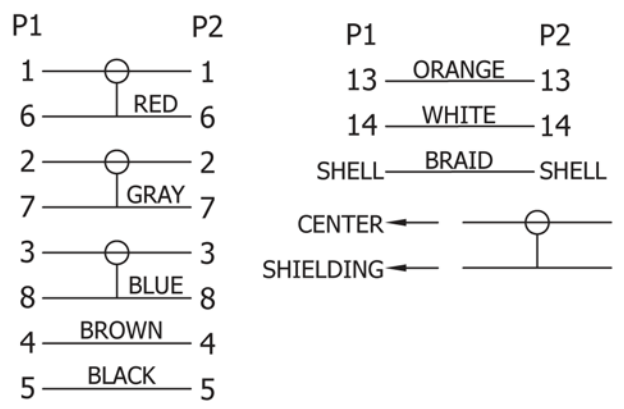 P1 P2
1 1
RED
6 6
2 2
GRAY
7 7
3 3
BLUE
8 8
BROWN
4 4
BLACK
5 5
P1 P2
ORANGE
13 13
WHITE
14 14
BRAID
SHELL SHELL
CENTER
SHIELDING